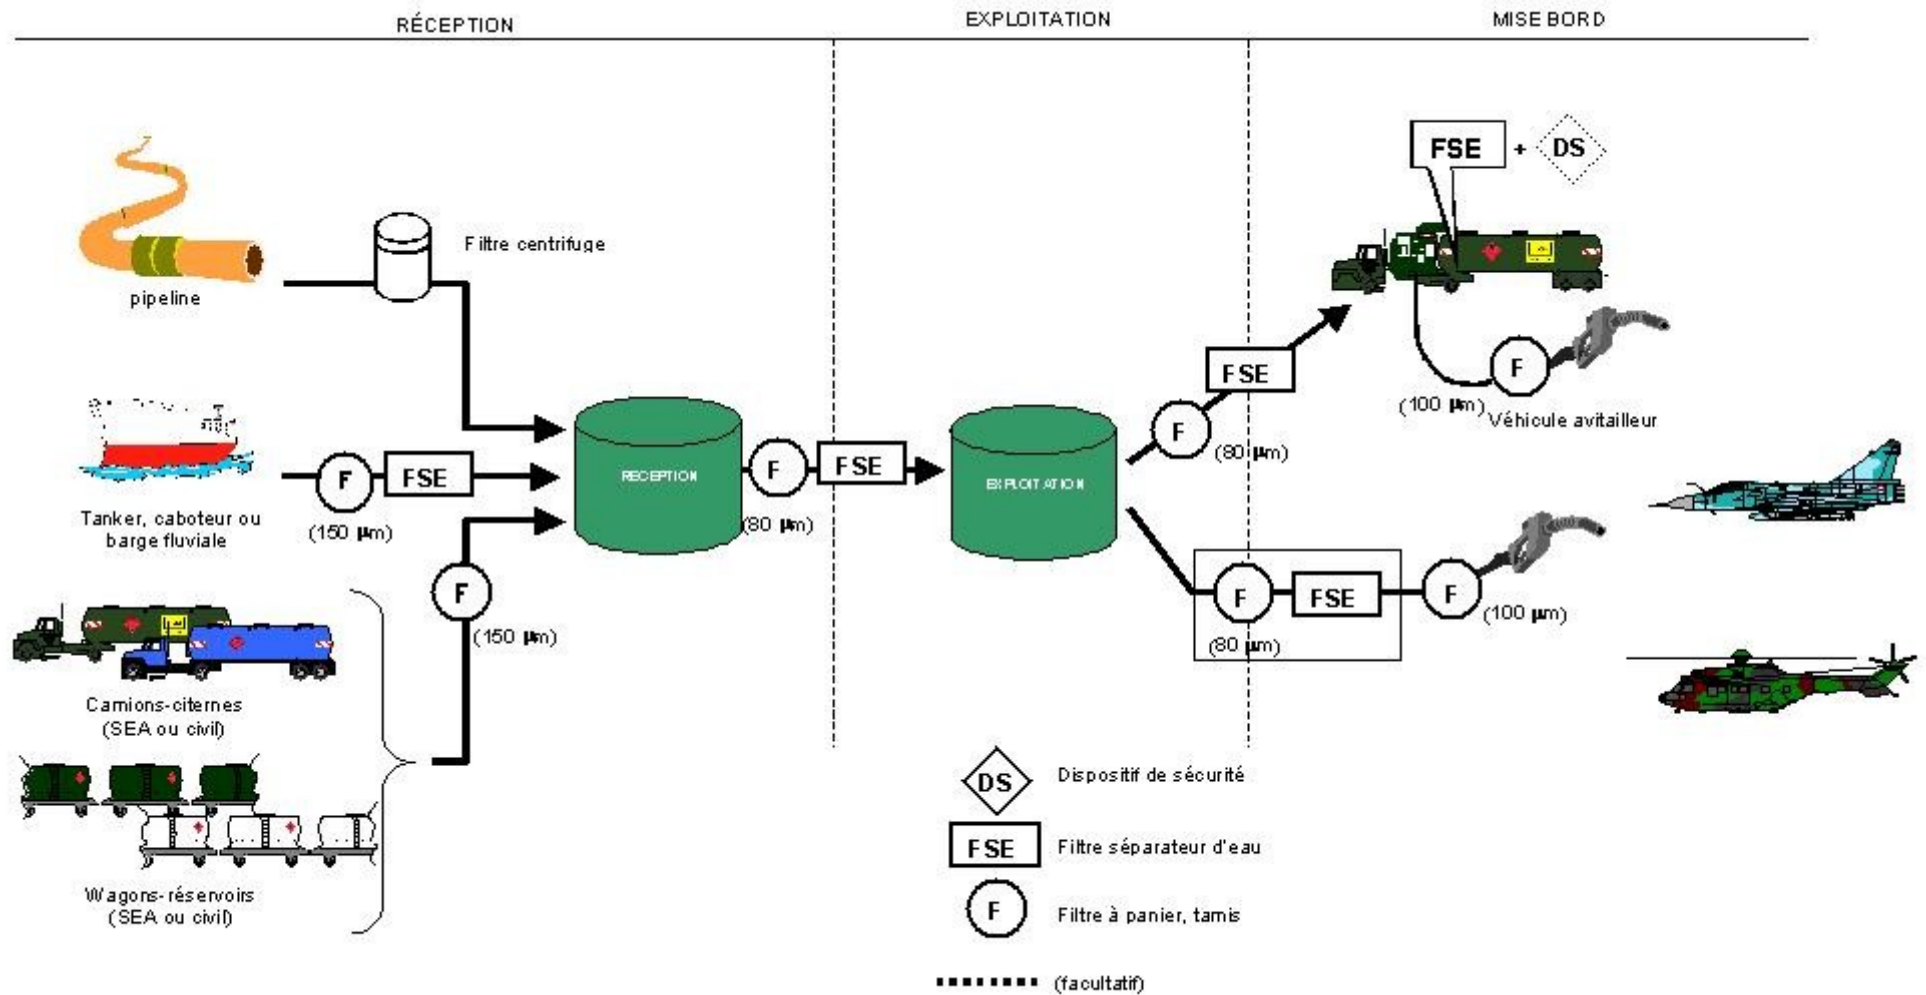 RÉCEPTION
EXPLOITATION
MISE BORD
FSE
+
DS
Filtre centrifuge
pipeline
F
(100 µm)
Véhicule avitailleur
FSE
F
(80 µm)
RECEPTION
F
FSE
(80 µm)
EXPLOITATION
F
FSE
(150 µm)
Tanker, caboteur ou
barge fluviale
F
(150 µm)
F
FSE
(80 µm)
F
(100 µm)
Camions-citernes
(SEA ou civil)
Wagons-réservoirs
(SEA ou civil)
DS
Dispositif de sécurité
FSE
Filtre séparateur d'eau
F
Filtre à panier, tamis
(facultatif)